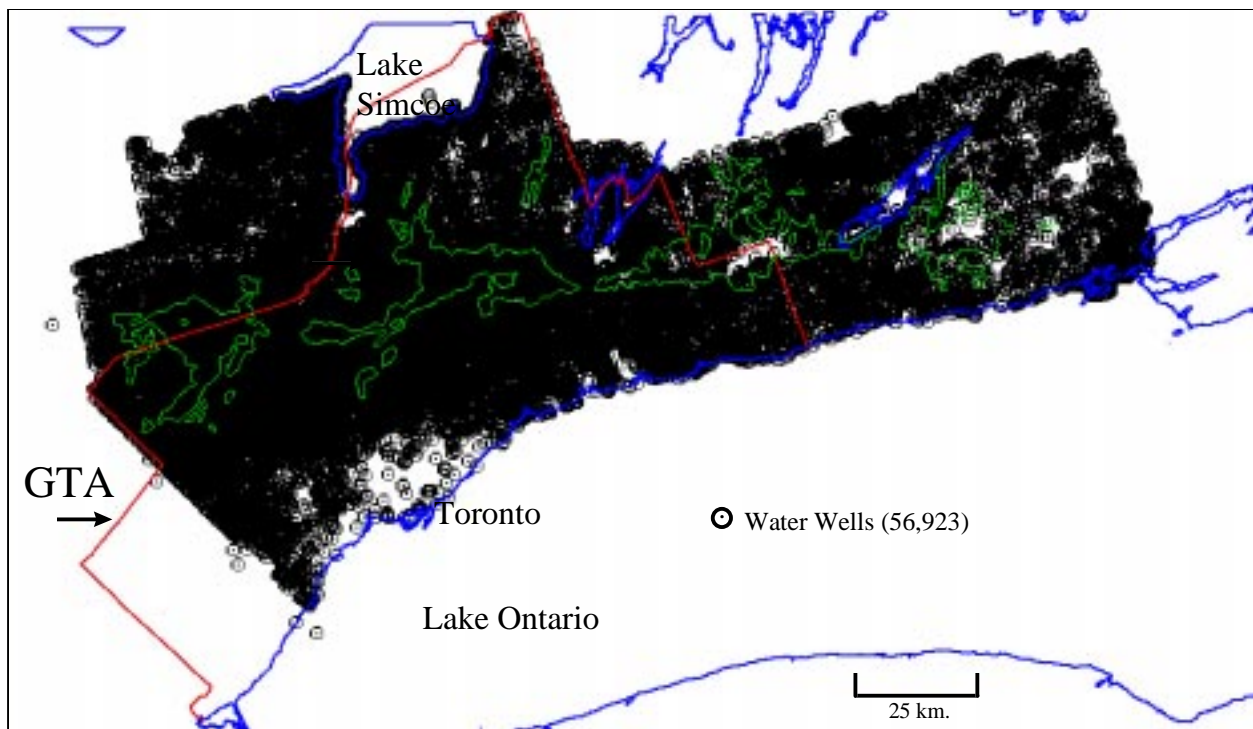 Lake
Simcoe
GTA
Toronto
Water Wells (56,923)
Lake Ontario
25 km.